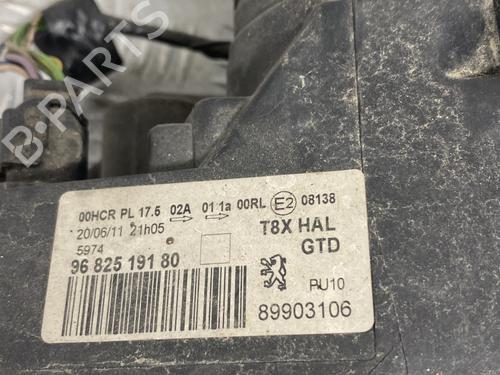 B-PARTS
00HCR PL 17.5 02A 01 1a 00RL E2 08138
20/06/11 21h05
5974
96 825 191 80
T8X HAL
GTD
PU10
89903106